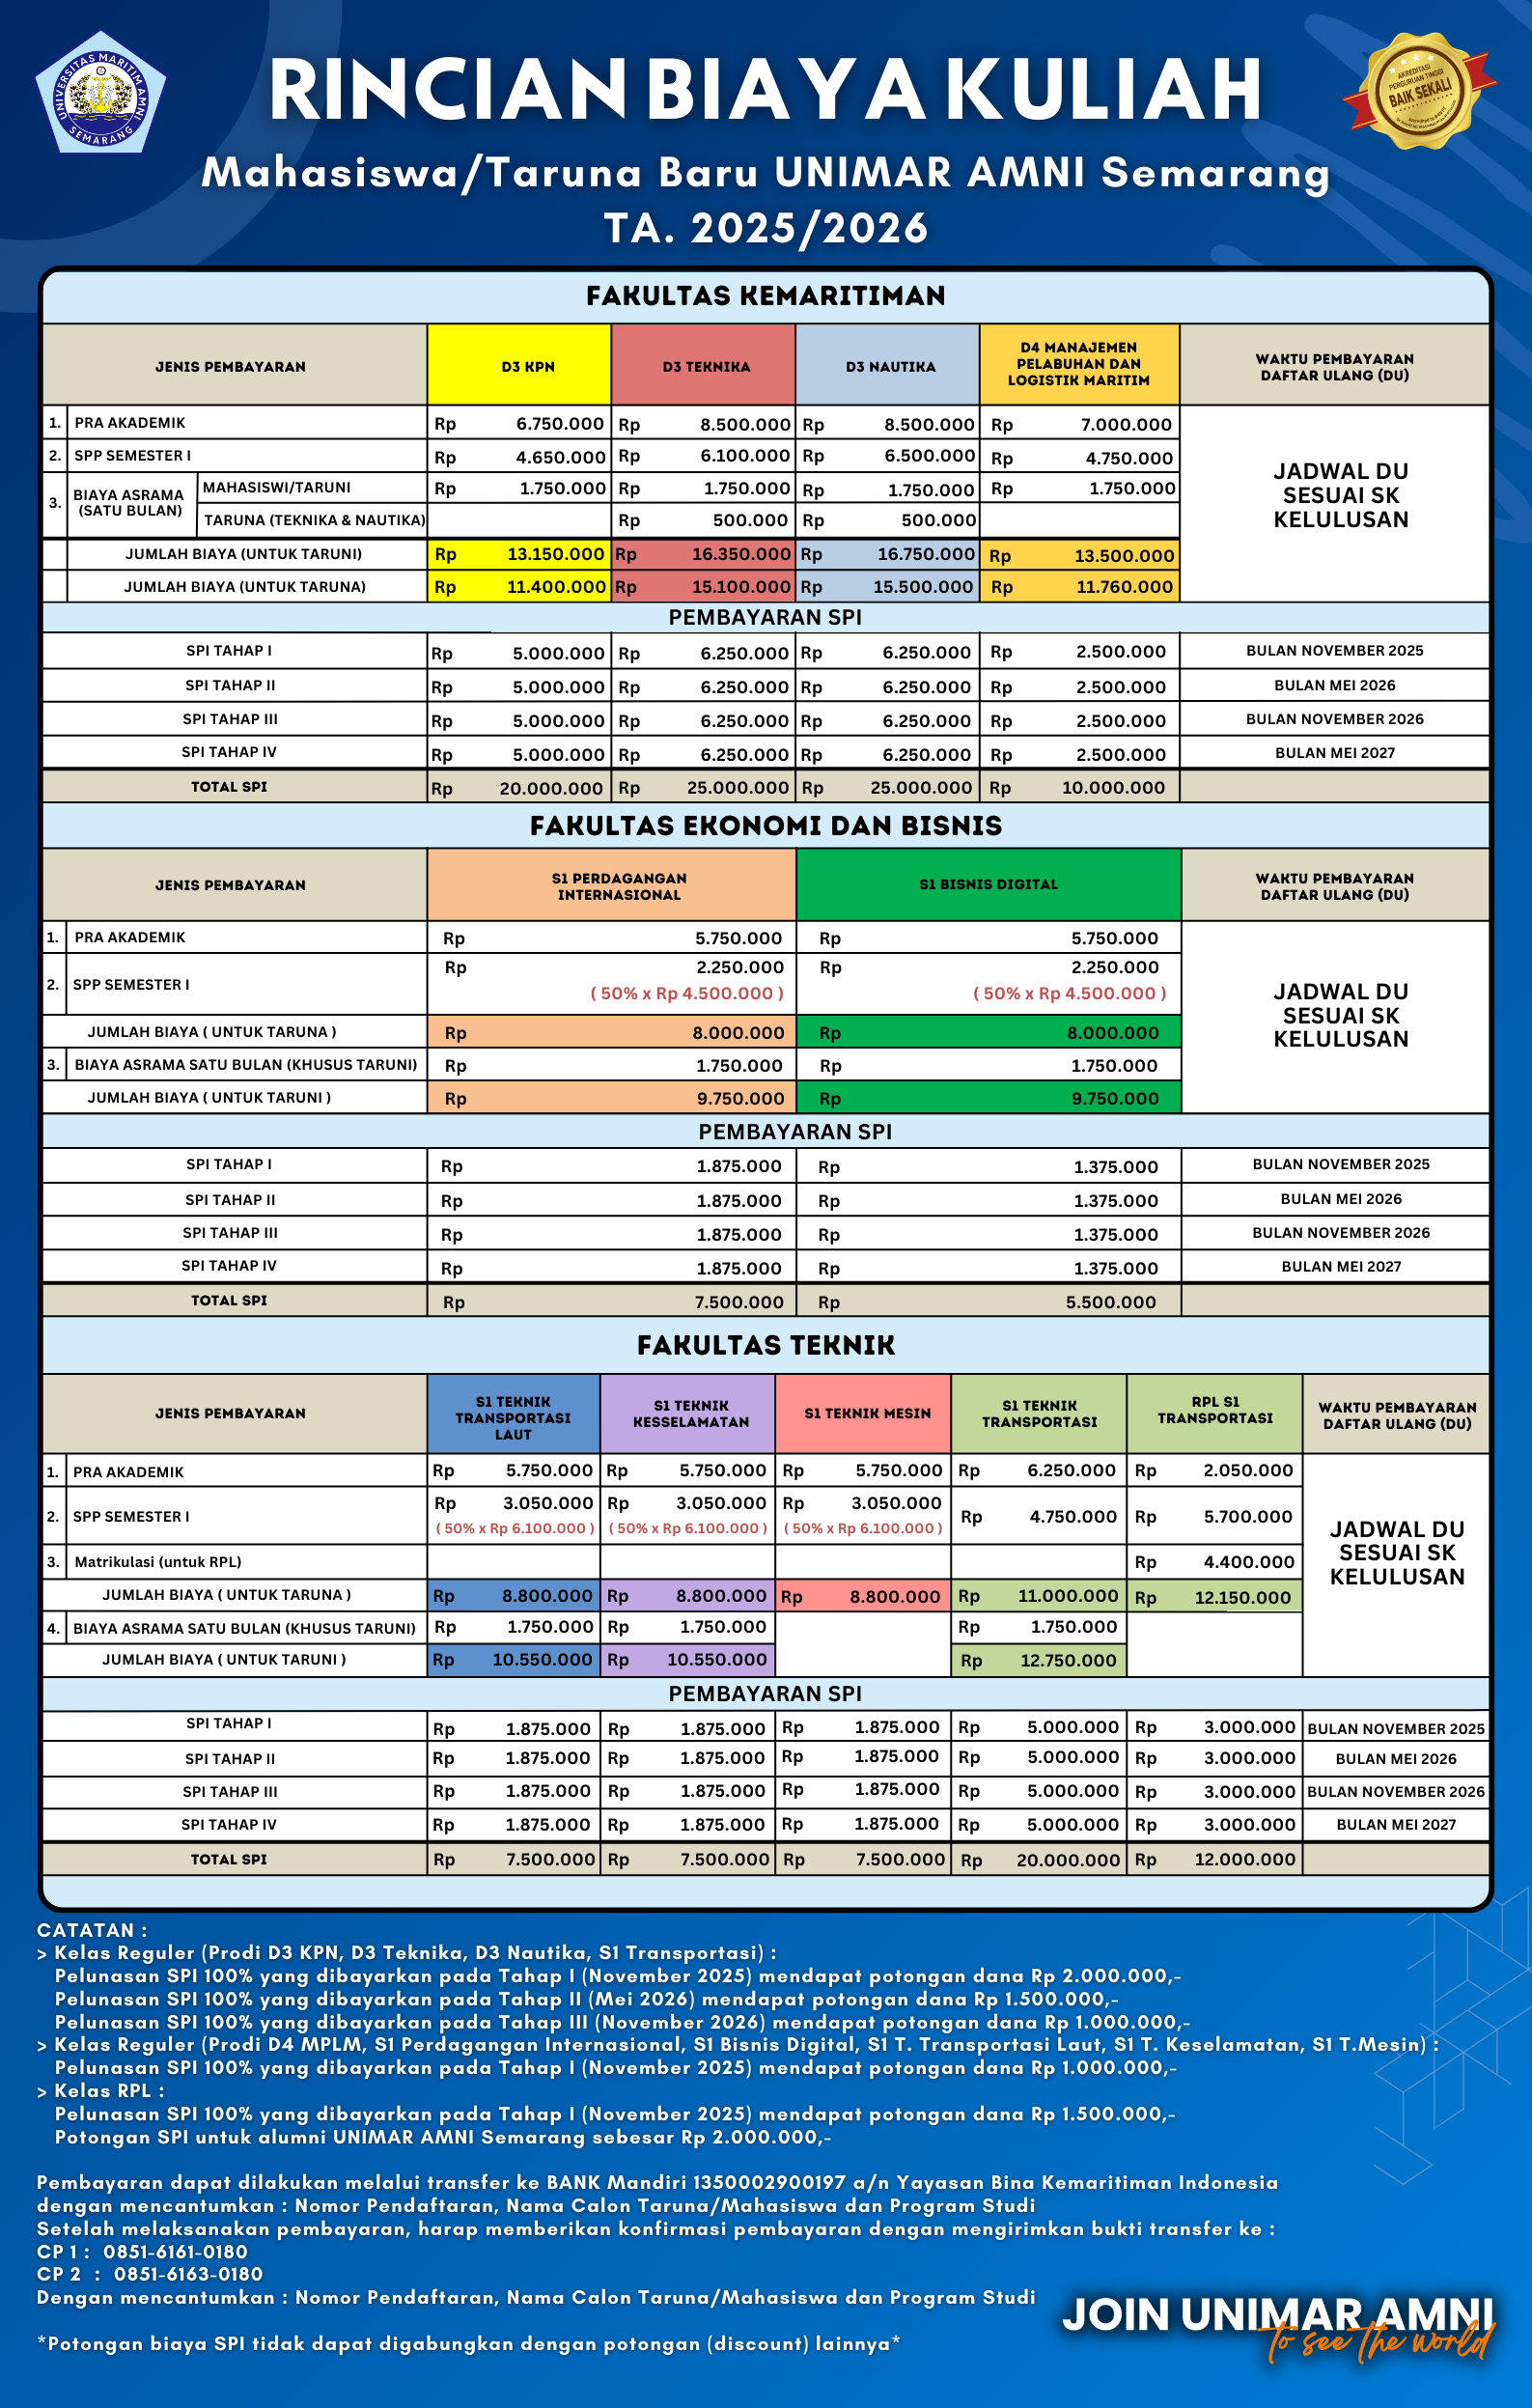 UNIVERSITAS MARITIM AMNI
SEMARANG
RINCIAN BIAYA KULIAH
AKREDITASI
PERGURUAN TINGGI
BAIK SEKALI
Mahasiswa/Taruna Baru UNIMAR AMNI Semarang
TA. 2025/2026
FAKULTAS KEMARITIMAN
JENIS PEMBAYARAN D3 KPN D3 TEKNIKA D3 NAUTIKA D4 MANAJEMEN PELABUHAN DAN LOGISTIK MARITIM WAKTU PEMBAYARAN DAFTAR ULANG (DU)
1. PRA AKADEMIK Rp 6.750.000 Rp 8.500.000 Rp 8.500.000 Rp 7.000.000
2. SPP SEMESTER I Rp 4.650.000 Rp 6.100.000 Rp 6.500.000 Rp 4.750.000
3. BIAYA ASRAMA (SATU BULAN) MAHASISWI/TARUNI Rp 1.750.000 Rp 1.750.000 Rp 1.750.000 Rp 1.750.000
TARUNA (TEKNIKA & NAUTIKA) Rp 500.000 Rp 500.000
JADWAL DU
SESUAI SK
KELULUSAN
JUMLAH BIAYA (UNTUK TARUNI) Rp 13.150.000 Rp 16.350.000 Rp 16.750.000 Rp 13.500.000
JUMLAH BIAYA (UNTUK TARUNA) Rp 11.400.000 Rp 15.100.000 Rp 15.500.000 Rp 11.760.000
PEMBAYARAN SPI
SPI TAHAP I Rp 5.000.000 Rp 6.250.000 Rp 6.250.000 Rp 2.500.000 BULAN NOVEMBER 2025
SPI TAHAP II Rp 5.000.000 Rp 6.250.000 Rp 6.250.000 Rp 2.500.000 BULAN MEI 2026
SPI TAHAP III Rp 5.000.000 Rp 6.250.000 Rp 6.250.000 Rp 2.500.000 BULAN NOVEMBER 2026
SPI TAHAP IV Rp 5.000.000 Rp 6.250.000 Rp 6.250.000 Rp 2.500.000 BULAN MEI 2027
TOTAL SPI Rp 20.000.000 Rp 25.000.000 Rp 25.000.000 Rp 10.000.000
FAKULTAS EKONOMI DAN BISNIS
JENIS PEMBAYARAN S1 PERDAGANGAN INTERNASIONAL S1 BISNIS DIGITAL WAKTU PEMBAYARAN DAFTAR ULANG (DU)
1. PRA AKADEMIK Rp 5.750.000 Rp 5.750.000
2. SPP SEMESTER I Rp 2.250.000 Rp 2.250.000
( 50% x Rp 4.500.000 ) ( 50% x Rp 4.500.000 )
JADWAL DU
SESUAI SK
KELULUSAN
JUMLAH BIAYA ( UNTUK TARUNA ) Rp 8.000.000 Rp 8.000.000
3. BIAYA ASRAMA SATU BULAN (KHUSUS TARUNI) Rp 1.750.000 Rp 1.750.000
JUMLAH BIAYA ( UNTUK TARUNI ) Rp 9.750.000 Rp 9.750.000
PEMBAYARAN SPI
SPI TAHAP I Rp 1.875.000 Rp 1.375.000 BULAN NOVEMBER 2025
SPI TAHAP II Rp 1.875.000 Rp 1.375.000 BULAN MEI 2026
SPI TAHAP III Rp 1.875.000 Rp 1.375.000 BULAN NOVEMBER 2026
SPI TAHAP IV Rp 1.875.000 Rp 1.375.000 BULAN MEI 2027
TOTAL SPI Rp 7.500.000 Rp 5.500.000
FAKULTAS TEKNIK
JENIS PEMBAYARAN S1 TEKNIK TRANSPORTASI LAUT S1 TEKNIK KESSELAMATAN S1 TEKNIK MESIN S1 TEKNIK TRANSPORTASI RPL S1 TRANSPORTASI WAKTU PEMBAYARAN DAFTAR ULANG (DU)
1. PRA AKADEMIK Rp 5.750.000 Rp 5.750.000 Rp 5.750.000 Rp 6.250.000 Rp 2.050.000
2. SPP SEMESTER I Rp 3.050.000 Rp 3.050.000 Rp 3.050.000 Rp 4.750.000 Rp 5.700.000
( 50% x Rp 6.100.000 ) ( 50% x Rp 6.100.000 ) ( 50% x Rp 6.100.000 )
JADWAL DU
SESUAI SK
KELULUSAN
3. Matrikulasi (untuk RPL) Rp 4.400.000
JUMLAH BIAYA ( UNTUK TARUNA ) Rp 8.800.000 Rp 8.800.000 Rp 8.800.000 Rp 11.000.000 Rp 12.150.000
4. BIAYA ASRAMA SATU BULAN (KHUSUS TARUNI) Rp 1.750.000 Rp 1.750.000 Rp 1.750.000
JUMLAH BIAYA ( UNTUK TARUNI ) Rp 10.550.000 Rp 10.550.000 Rp 12.750.000
PEMBAYARAN SPI
SPI TAHAP I Rp 1.875.000 Rp 1.875.000 Rp 1.875.000 Rp 5.000.000 Rp 3.000.000 BULAN NOVEMBER 2025
SPI TAHAP II Rp 1.875.000 Rp 1.875.000 Rp 1.875.000 Rp 5.000.000 Rp 3.000.000 BULAN MEI 2026
SPI TAHAP III Rp 1.875.000 Rp 1.875.000 Rp 1.875.000 Rp 5.000.000 Rp 3.000.000 BULAN NOVEMBER 2026
SPI TAHAP IV Rp 1.875.000 Rp 1.875.000 Rp 1.875.000 Rp 5.000.000 Rp 3.000.000 BULAN MEI 2027
TOTAL SPI Rp 7.500.000 Rp 7.500.000 Rp 7.500.000 Rp 20.000.000 Rp 12.000.000
CATATAN :
> Kelas Reguler (Prodi D3 KPN, D3 Teknika, D3 Nautika, S1 Transportasi) :
Pelunasan SPI 100% yang dibayarkan pada Tahap I (November 2025) mendapat potongan dana Rp 2.000.000,-
Pelunasan SPI 100% yang dibayarkan pada Tahap II (Mei 2026) mendapat potongan dana Rp 1.500.000,-
Pelunasan SPI 100% yang dibayarkan pada Tahap III (November 2026) mendapat potongan dana Rp 1.000.000,-
> Kelas Reguler (Prodi D4 MPLM, S1 Perdagangan Internasional, S1 Bisnis Digital, S1 T. Transportasi Laut, S1 T. Keselamatan, S1 T.Mesin) :
Pelunasan SPI 100% yang dibayarkan pada Tahap I (November 2025) mendapat potongan dana Rp 1.000.000,-
> Kelas RPL :
Pelunasan SPI 100% yang dibayarkan pada Tahap I (November 2025) mendapat potongan dana Rp 1.500.000,-
Potongan SPI untuk alumni UNIMAR AMNI Semarang sebesar Rp 2.000.000,-
Pembayaran dapat dilakukan melalui transfer ke BANK Mandiri 1350002900197 a/n Yayasan Bina Kemaritiman Indonesia
dengan mencantumkan : Nomor Pendaftaran, Nama Calon Taruna/Mahasiswa dan Program Studi
Setelah melaksanakan pembayaran, harap memberikan konfirmasi pembayaran dengan mengirimkan bukti transfer ke :
CP 1 : 0851-6161-0180
CP 2 : 0851-6163-0180
Dengan mencantumkan : Nomor Pendaftaran, Nama Calon Taruna/Mahasiswa dan Program Studi
*Potongan biaya SPI tidak dapat digabungkan dengan potongan (discount) lainnya*
JOIN UNIMAR AMNI
to see the world